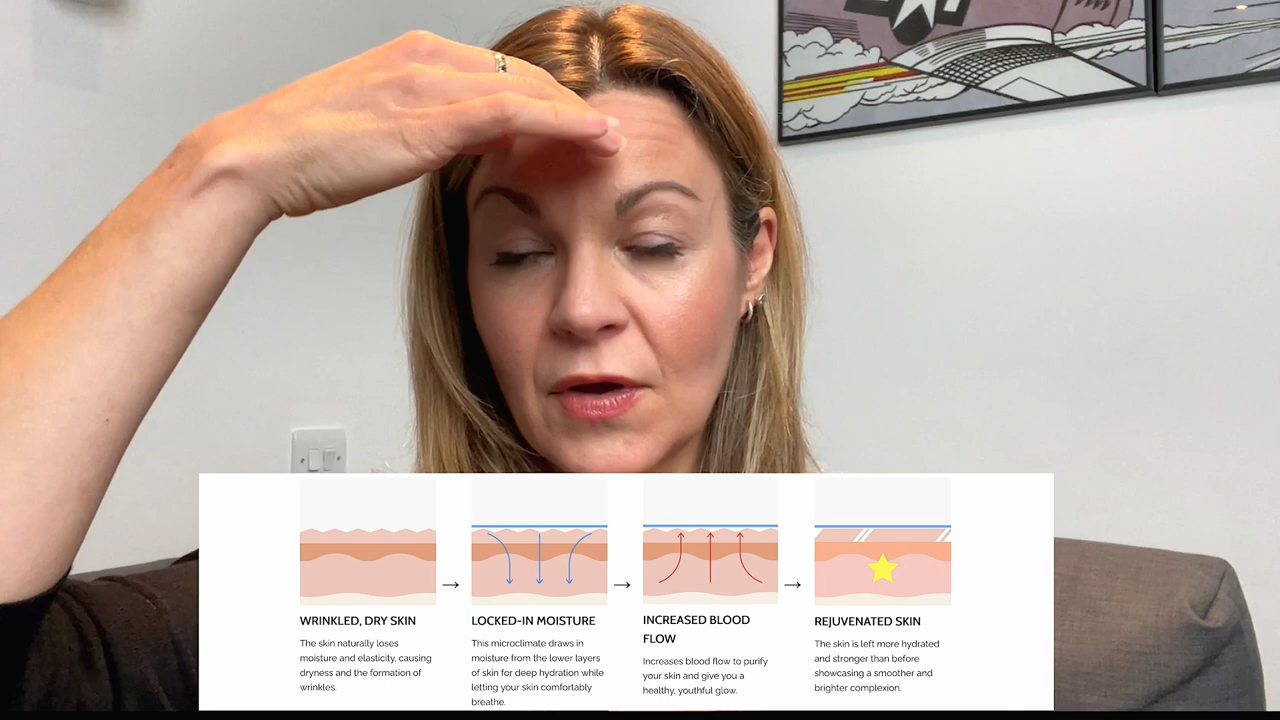 WRINKLED, DRY SKIN
The skin naturally loses
moisture and elasticity, causing
dryness and the formation of
wrinkles.
LOCKED-IN MOISTURE
This microclimate draws in
moisture from the lower layers
of skin for deep hydration while
letting your skin comfortably
breathe.
INCREASED BLOOD
FLOW
Increases blood flow to purify
your skin and give you a
healthy, youthful glow.
REJUVENATED SKIN
The skin is left more hydrated
and stronger than before
showcasing a smoother and
brighter complexion.